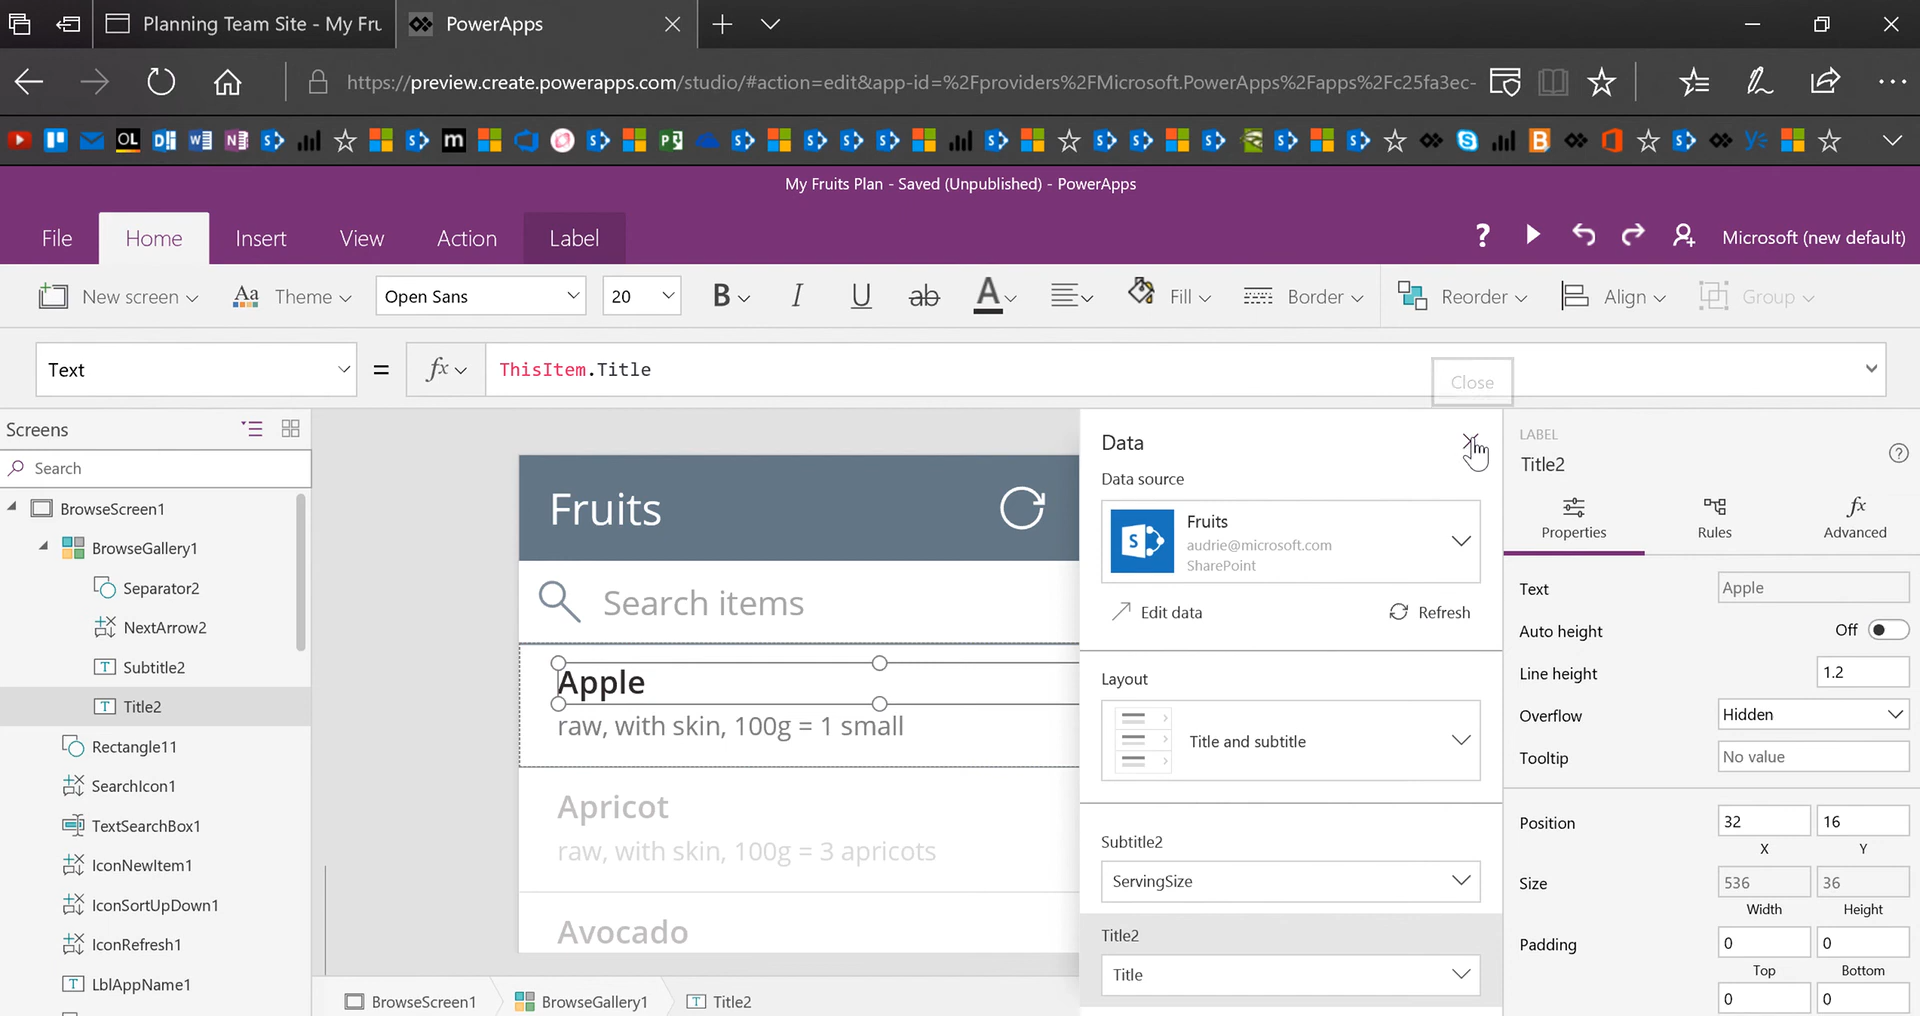 Planning Team Site - My Fru
PowerApps
https://preview.create.powerapps.com/studio/#action=edit&app-id=%2Fproviders%2FMicrosoft.PowerApps%2Fapps%2Fc25fa3ec-
My Fruits Plan - Saved (Unpublished) - PowerApps
File Home Insert View Action Label ? Microsoft (new default)
New screen Theme Open Sans 20 B I U ab A Fill Border Reorder Align Group
Text = fx ThisItem.Title
Close
Screens
Search
BrowseScreen1
BrowseGallery1
Separator2
NextArrow2
Subtitle2
Title2
Rectangle11
SearchIcon1
TextSearchBox1
IconNewItem1
IconSortUpDown1
IconRefresh1
LblAppName1
Fruits
Search items
Apple
raw, with skin, 100g = 1 small
Apricot
raw, with skin, 100g = 3 apricots
Avocado
BrowseScreen1 BrowseGallery1 Title2
Data
Data source
Fruits
audrie@microsoft.com
SharePoint
Edit data Refresh
Layout
Title and subtitle
Subtitle2
ServingSize
Title2
Title
LABEL
Title2
Properties Rules Advanced
Text Apple
Auto height Off
Line height 1.2
Overflow Hidden
Tooltip No value
Position 32 16
X Y
Size 536 36
Width Height
Padding 0 0
Top Bottom
0 0